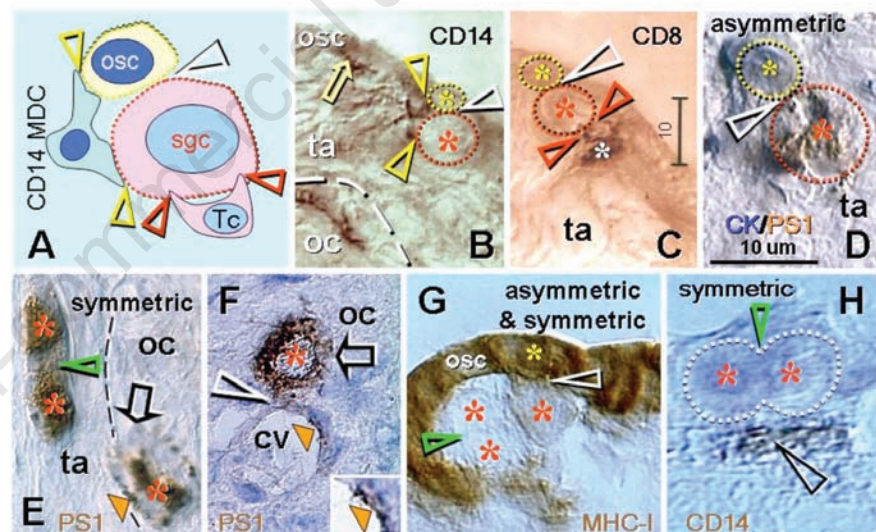 osc
CD14 MDC
sgc
Tc
A
osc
CD14
ta
oc
B
CD8
10
ta
C
asymmetric
CK/PS1
ta
10 um
D
symmetric
oc
ta
E
PS1
F
oc
cv
PS1
G
asymmetric
& symmetric
osc
MHC-I
symmetric
H
CD14